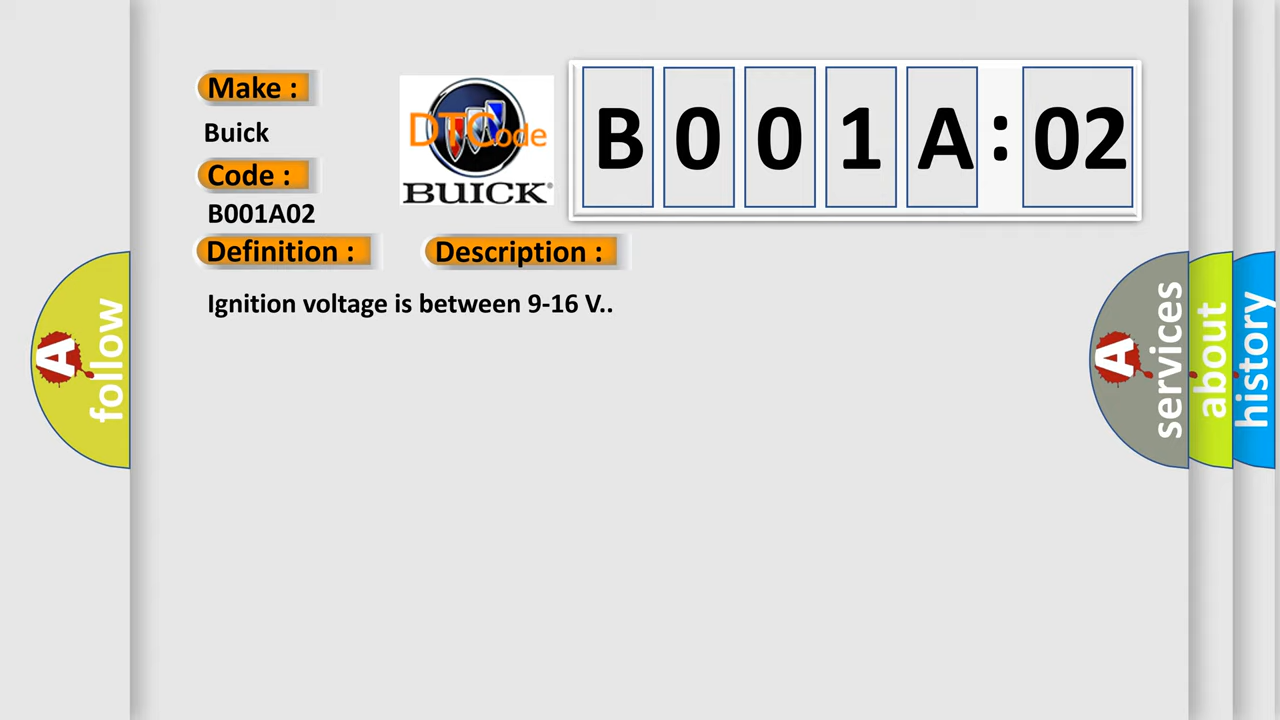 Make :
Buick
DTCode
BUICK®
B 0 0 1 A : 02
Code :
B001A02
Definition :
Description :
Ignition voltage is between 9-16 V..
A follow
A services
about
history